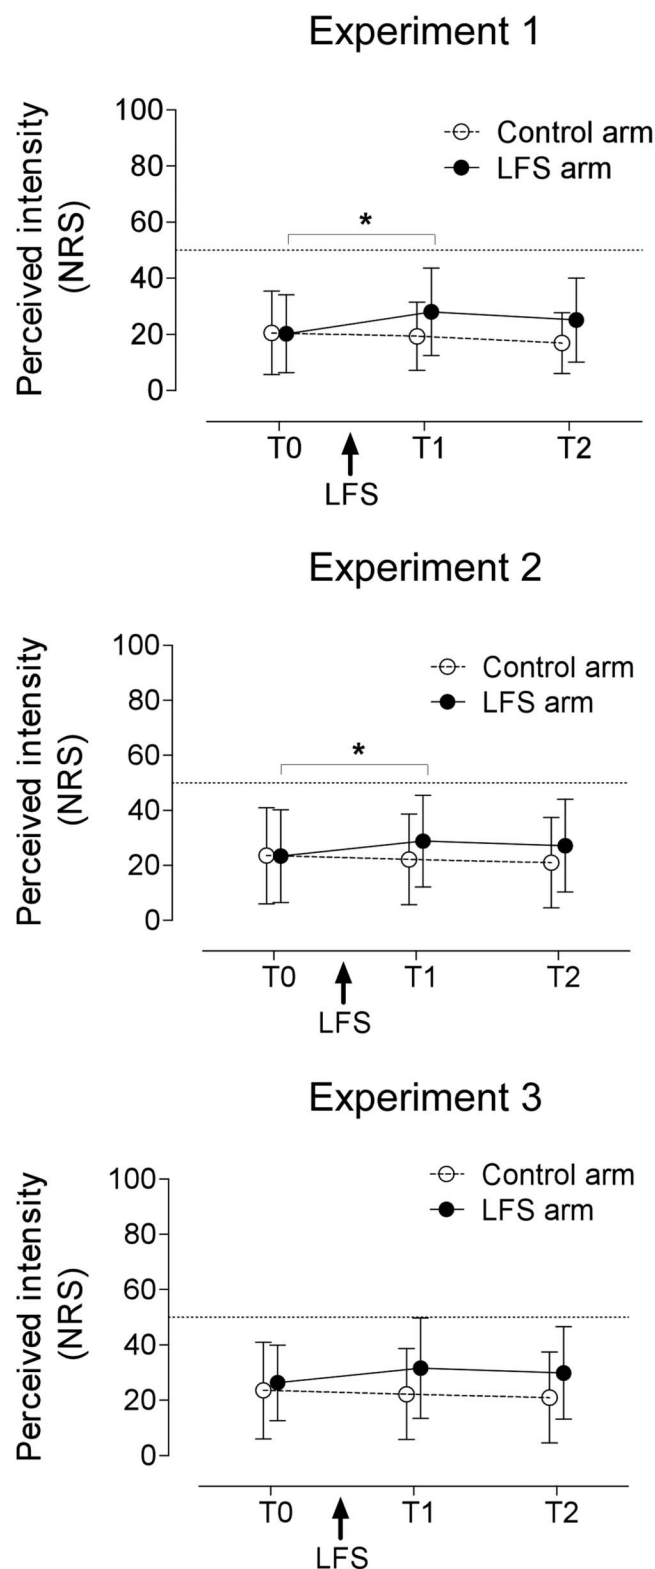 Experiment 1
Perceived intensity
(NRS)
100
80
60
40
20
0
Control arm
LFS arm
*
T0
T1
T2
LFS
Experiment 2
Perceived intensity
(NRS)
100
80
60
40
20
0
Control arm
LFS arm
*
T0
T1
T2
LFS
Experiment 3
Perceived intensity
(NRS)
100
80
60
40
20
0
Control arm
LFS arm
T0
T1
T2
LFS